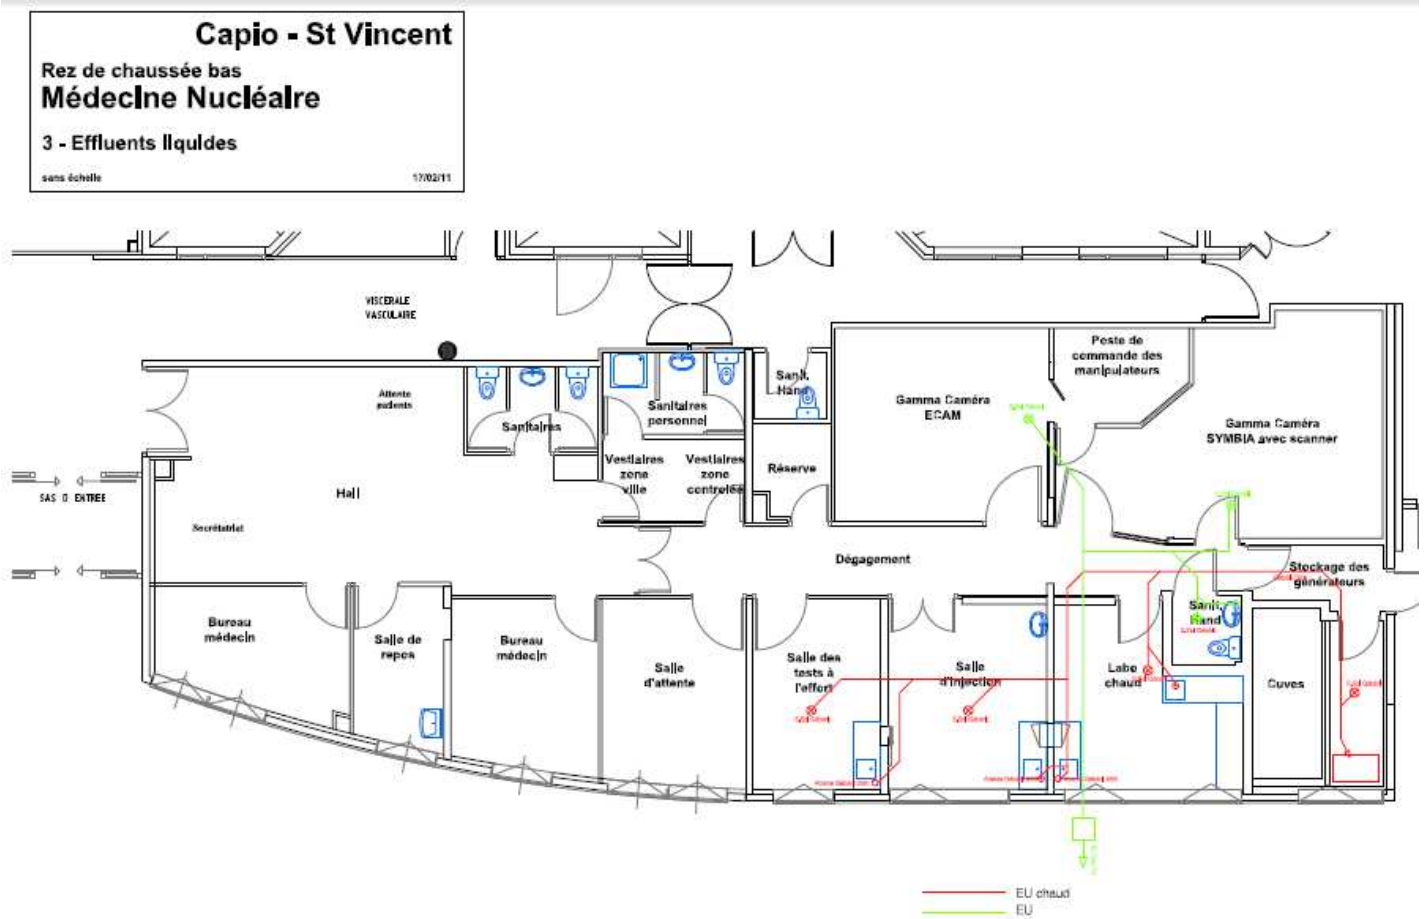 Capio - St Vincent
Rez de chaussée bas
Médecine Nucléaire
3 - Effluents liquides
sans échelle
17/02/11
VISCERALE
VASCULAIRE
Attente
patients
Sanitaires
Sanitaires
personnel
Sanit.
Hand
Gamma Caméra
ECAM
Poste de
commande des
manipulateurs
Gamma Caméra
SYMBIA avec scanner
SAS D ENTREE
Hall
Secrétariat
Vestiaires
zone
ville
Vestiaires
zone
controlée
Réserve
Dégagement
Stockage des
générateurs
Bureau
médecin
Salle de
repos
Bureau
médecin
Salle
d'attente
Salle des
tests à
l'effort
Salle
d'injection
Labo
chaud
Sanit.
Hand
Cuves
EU chaud
EU